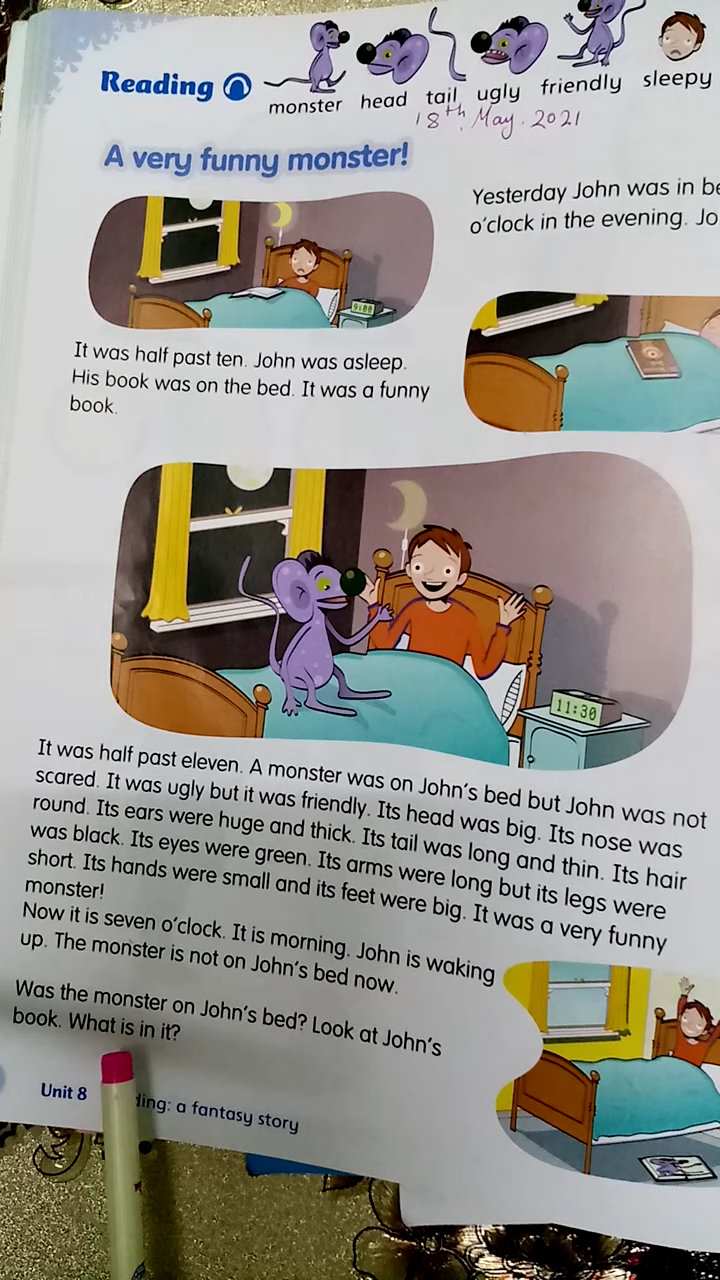 Reading
monster head tail ugly friendly sleepy
18th May. 2021
A very funny monster!
Yesterday John was in
o'clock in the evening.
9:00
It was half past ten. John was asleep.
His book was on the bed. It was a funny
book.
11:30
It was half past eleven. A monster was on John's bed but John was not
scared. It was ugly but it was friendly. Its head was big. Its nose was
round. Its ears were huge and thick. Its tail was long and thin. Its hair
was black. Its eyes were green. Its arms were long but its legs were
short. Its hands were small and its feet were big. It was a very funny
monster!
Now it is seven o'clock. It is morning. John is waking
up. The monster is not on John's bed now.
Was the monster on John's bed? Look at John's
book. What is in it?
Unit 8
a fantasy story